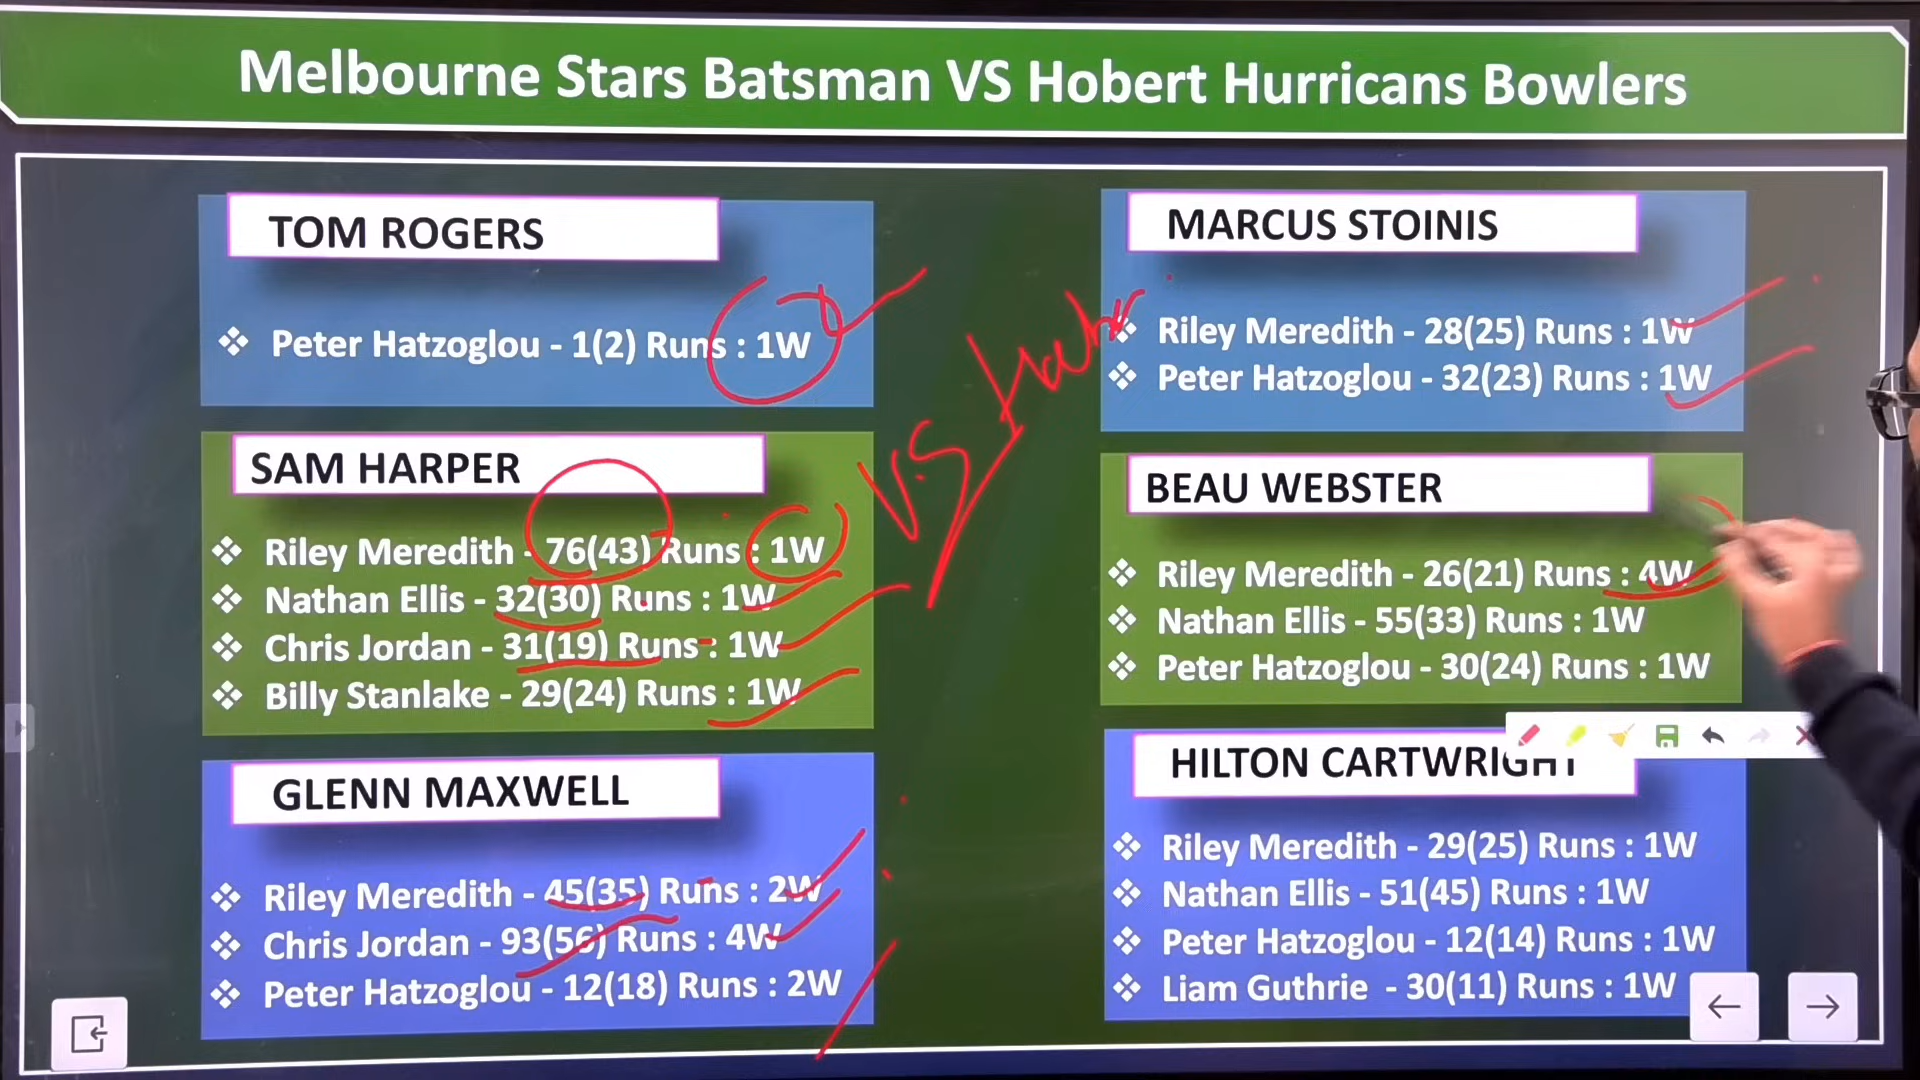 Melbourne Stars Batsman VS Hobert Hurricans Bowlers
TOM ROGERS
❖ Peter Hatzoglou - 1(2) Runs : 1W
SAM HARPER
❖ Riley Meredith - 76(43) Runs : 1W
❖ Nathan Ellis - 32(30) Runs : 1W
❖ Chris Jordan - 31(19) Runs : 1W
❖ Billy Stanlake - 29(24) Runs : 1W
GLENN MAXWELL
❖ Riley Meredith - 45(35) Runs : 2W
❖ Chris Jordan - 93(56) Runs : 4W
❖ Peter Hatzoglou - 12(18) Runs : 2W
V.S
MARCUS STOINIS
❖ Riley Meredith - 28(25) Runs : 1W
❖ Peter Hatzoglou - 32(23) Runs : 1W
BEAU WEBSTER
❖ Riley Meredith - 26(21) Runs : 4W
❖ Nathan Ellis - 55(33) Runs : 1W
❖ Peter Hatzoglou - 30(24) Runs : 1W
HILTON CARTWRIGHT
❖ Riley Meredith - 29(25) Runs : 1W
❖ Nathan Ellis - 51(45) Runs : 1W
❖ Peter Hatzoglou - 12(14) Runs : 1W
❖ Liam Guthrie - 30(11) Runs : 1W